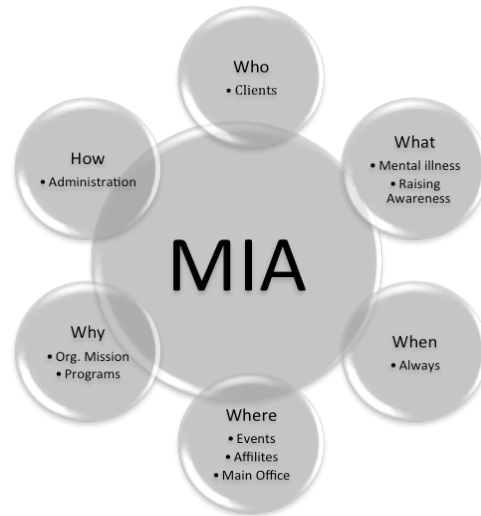 Who
• Clients
What
• Mental illness
• Raising
Awareness
When
• Always
Where
• Events
• Affilites
• Main Office
Why
• Org. Mission
• Programs
How
• Administration
MIA